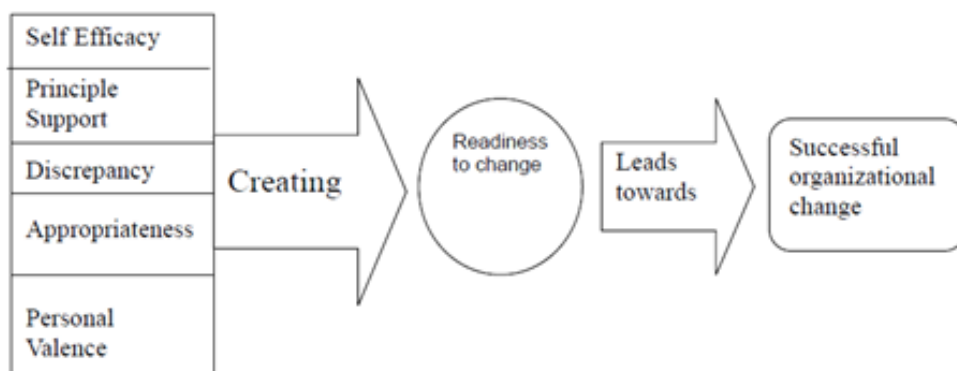 Self Efficacy
Principle
Support
Discrepancy
Appropriateness
Personal
Valence
Creating
Readiness
to change
Leads
towards
Successful
organizational
change